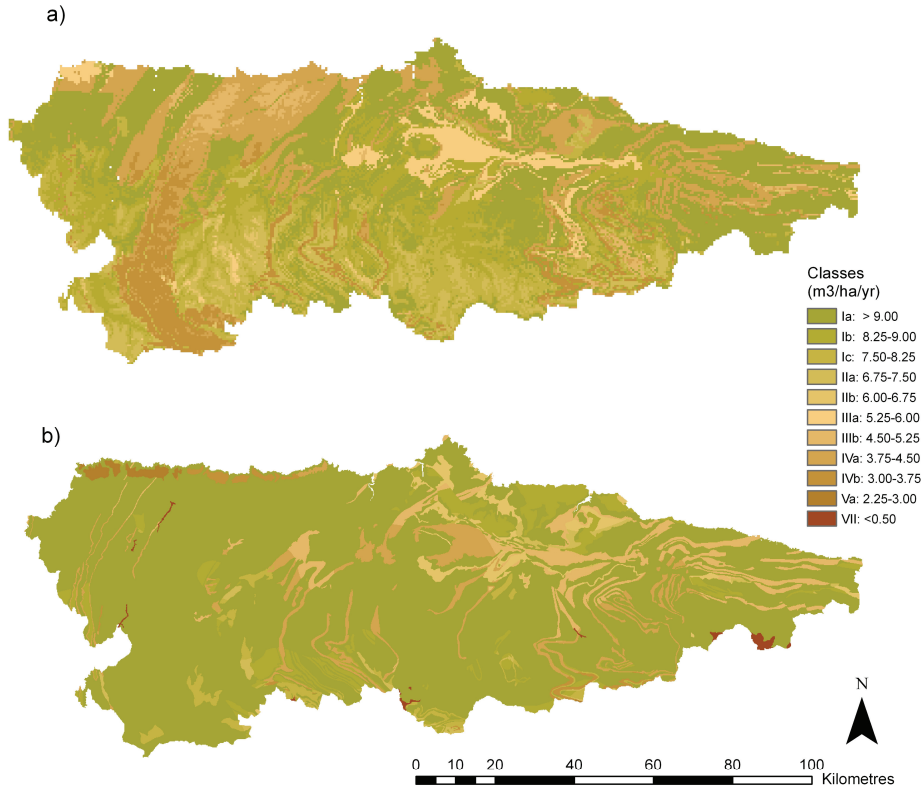 a)
Classes
(m3/ha/yr)
Ia: > 9.00
Ib: 8.25-9.00
Ic: 7.50-8.25
IIa: 6.75-7.50
IIb: 6.00-6.75
IIIa: 5.25-6.00
IIIb: 4.50-5.25
IVa: 3.75-4.50
IVb: 3.00-3.75
Va: 2.25-3.00
VII: <0.50
b)
N
0 10 20 40 60 80 100
Kilometres